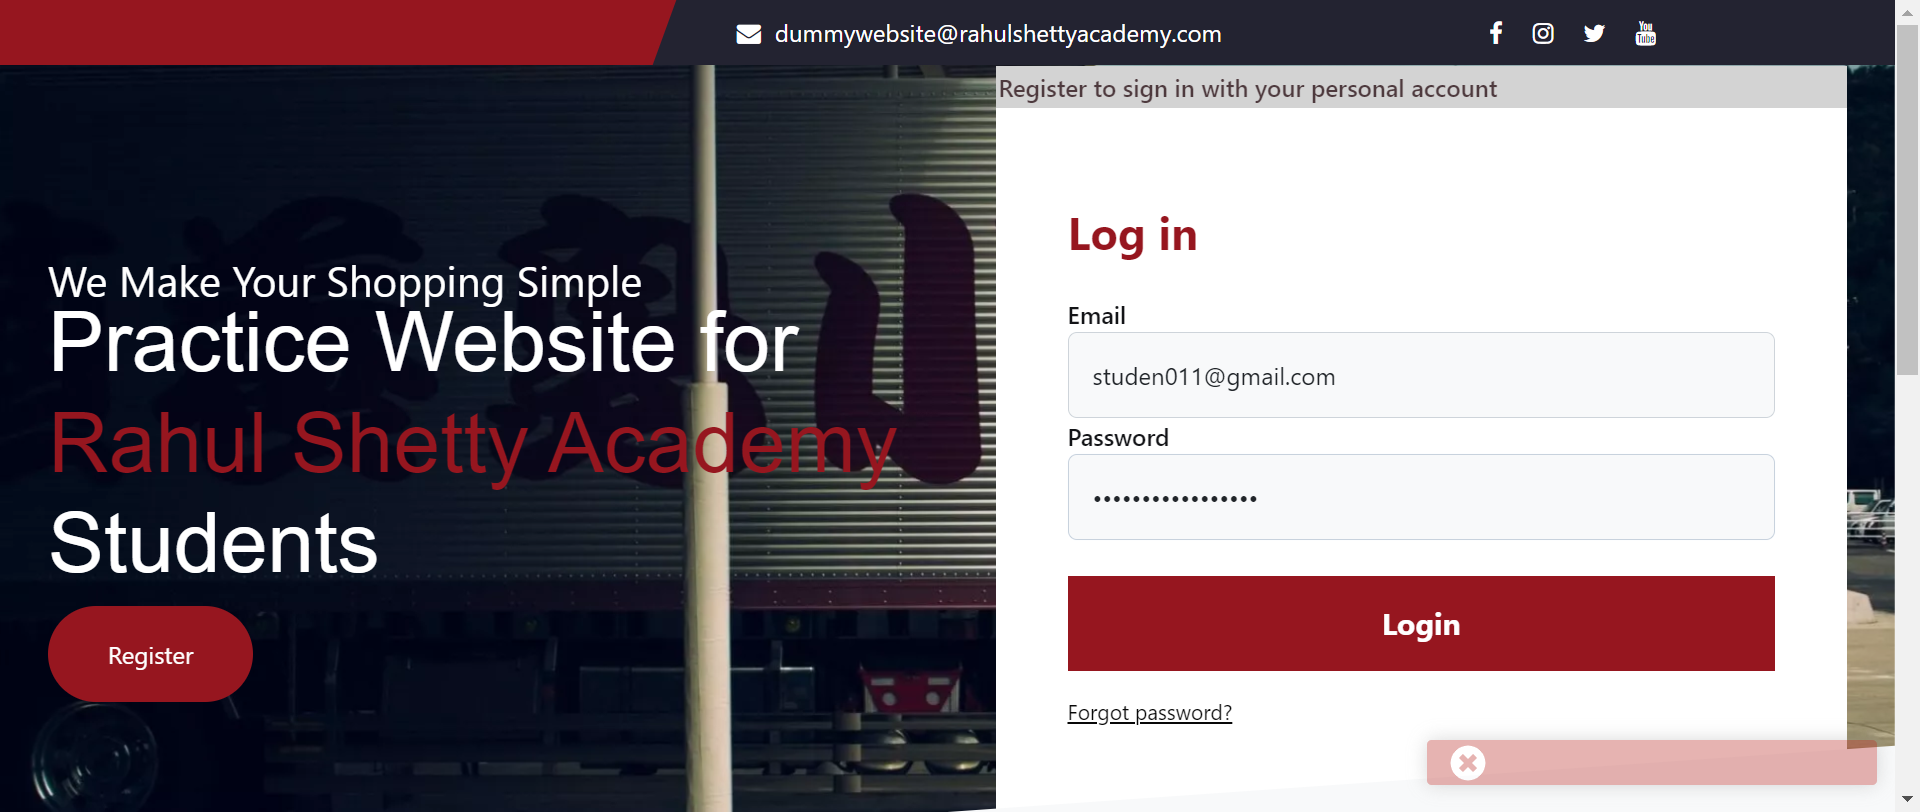 dummywebsite@rahulshettyacademy.com
You
Tube
Register to sign in with your personal account
We Make Your Shopping Simple
Practice Website for
Rahul Shetty Academy
Students
Register
Log in
Email
studen011@gmail.com
Password
•••••••••••••••••
Login
Forgot password?